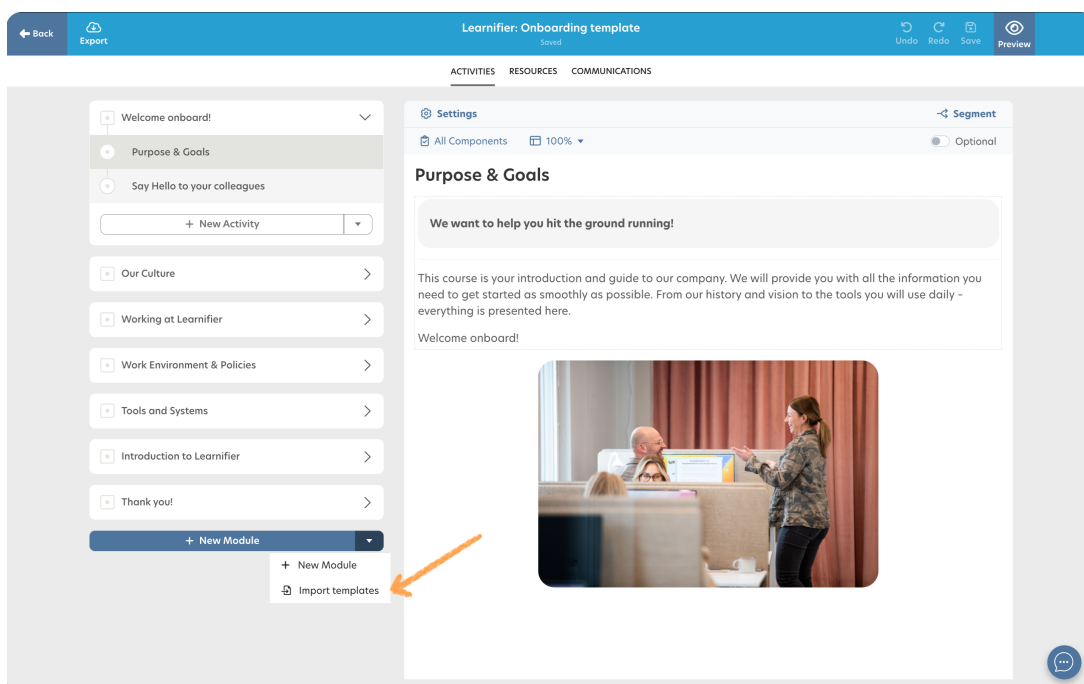 Back
Export
Learnifier: Onboarding template
Saved
Undo
Redo
Save
Preview
ACTIVITIES
RESOURCES
COMMUNICATIONS
Welcome onboard!
Purpose & Goals
Say Hello to your colleagues
+ New Activity
Our Culture
Working at Learnifier
Work Environment & Policies
Tools and Systems
Introduction to Learnifier
Thank you!
+ New Module
+ New Module
Import templates
Settings
Segment
All Components
100%
Optional
Purpose & Goals
We want to help you hit the ground running!
This course is your introduction and guide to our company. We will provide you with all the information you
need to get started as smoothly as possible. From our history and vision to the tools you will use daily –
everything is presented here.
Welcome onboard!